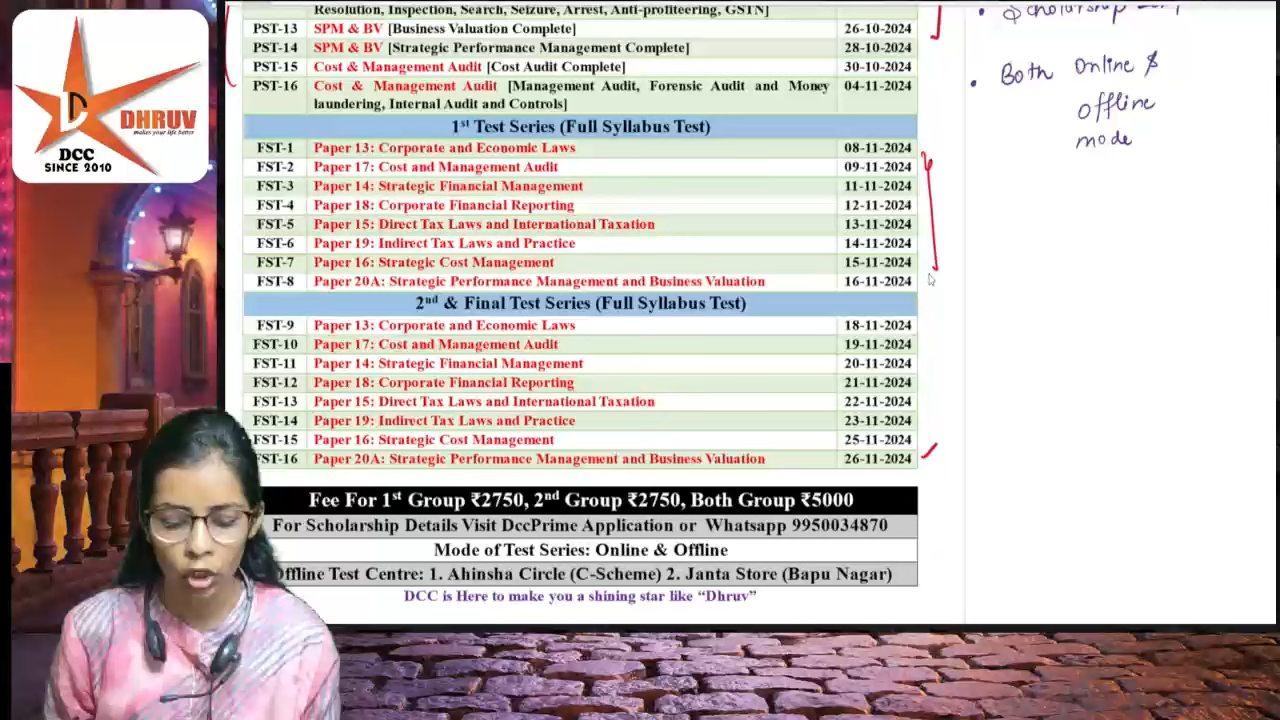 Resolution, Inspection, Search, Seizure, Arrest, Anti-profiteering, GSTN]
PST-13 SPM & BV [Business Valuation Complete] 26-10-2024
PST-14 SPM & BV [Strategic Performance Management Complete] 28-10-2024
PST-15 Cost & Management Audit [Cost Audit Complete] 30-10-2024
PST-16 Cost & Management Audit [Management Audit, Forensic Audit and Money 04-11-2024
laundering, Internal Audit and Controls]
1st Test Series (Full Syllabus Test)
FST-1 Paper 13: Corporate and Economic Laws 08-11-2024
FST-2 Paper 17: Cost and Management Audit 09-11-2024
FST-3 Paper 14: Strategic Financial Management 11-11-2024
FST-4 Paper 18: Corporate Financial Reporting 12-11-2024
FST-5 Paper 15: Direct Tax Laws and International Taxation 13-11-2024
FST-6 Paper 19: Indirect Tax Laws and Practice 14-11-2024
FST-7 Paper 16: Strategic Cost Management 15-11-2024
FST-8 Paper 20A: Strategic Performance Management and Business Valuation 16-11-2024
2nd & Final Test Series (Full Syllabus Test)
FST-9 Paper 13: Corporate and Economic Laws 18-11-2024
FST-10 Paper 17: Cost and Management Audit 19-11-2024
FST-11 Paper 14: Strategic Financial Management 20-11-2024
FST-12 Paper 18: Corporate Financial Reporting 21-11-2024
FST-13 Paper 15: Direct Tax Laws and International Taxation 22-11-2024
FST-14 Paper 19: Indirect Tax Laws and Practice 23-11-2024
FST-15 Paper 16: Strategic Cost Management 25-11-2024
FST-16 Paper 20A: Strategic Performance Management and Business Valuation 26-11-2024
Fee For 1st Group ₹2750, 2nd Group ₹2750, Both Group ₹5000
For Scholarship Details Visit DccPrime Application or Whatsapp 9950034870
Mode of Test Series: Online & Offline
Offline Test Centre: 1. Ahinsha Circle (C-Scheme) 2. Janta Store (Bapu Nagar)
DCC is Here to make you a shining star like “Dhruv”
• Scholarship
• Both Online &
offline
mode
D
DHRUV
makes your life better
DCC
SINCE 2010